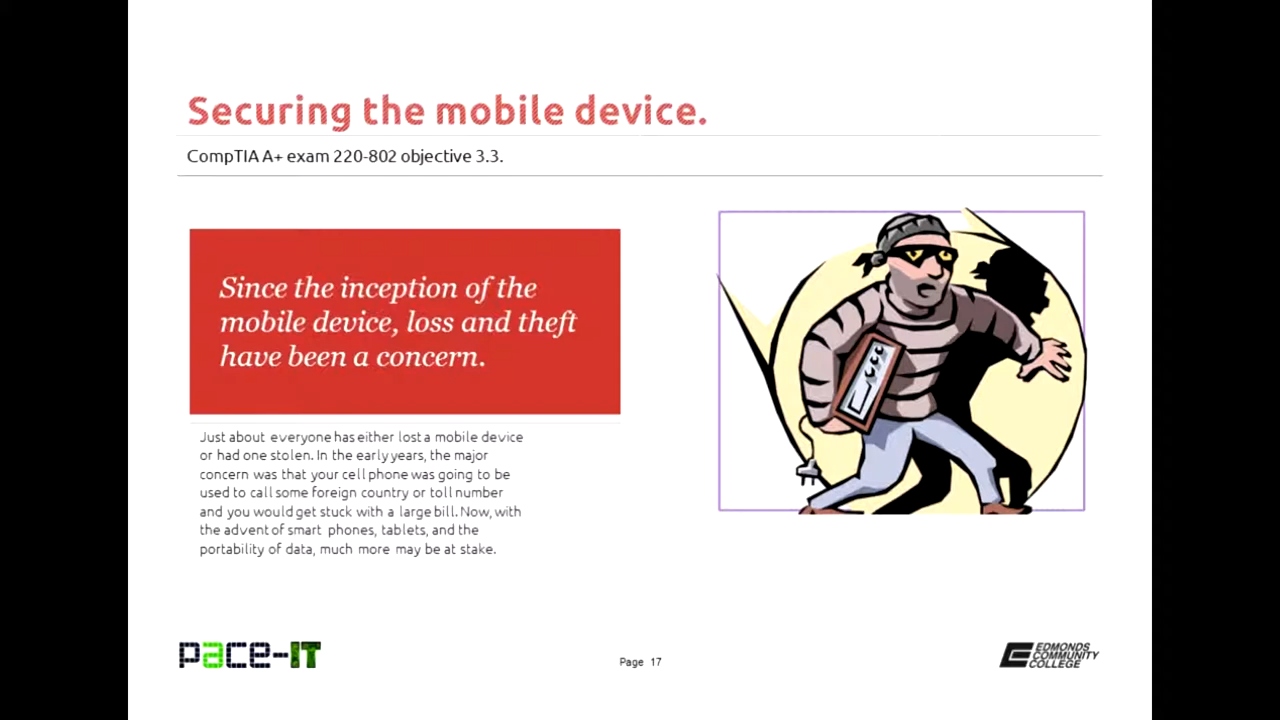 Securing the mobile device.
CompTIA A+ exam 220-802 objective 3.3.
Since the inception of the
mobile device, loss and theft
have been a concern.
Just about everyone has either lost a mobile device
or had one stolen. In the early years, the major
concern was that your cell phone was going to be
used to call some foreign country or toll number
and you would get stuck with a large bill. Now, with
the advent of smart phones, tablets, and the
portability of data, much more may be at stake.
pace-IT
Page 17
EDMONDS
COMMUNITY
COLLEGE